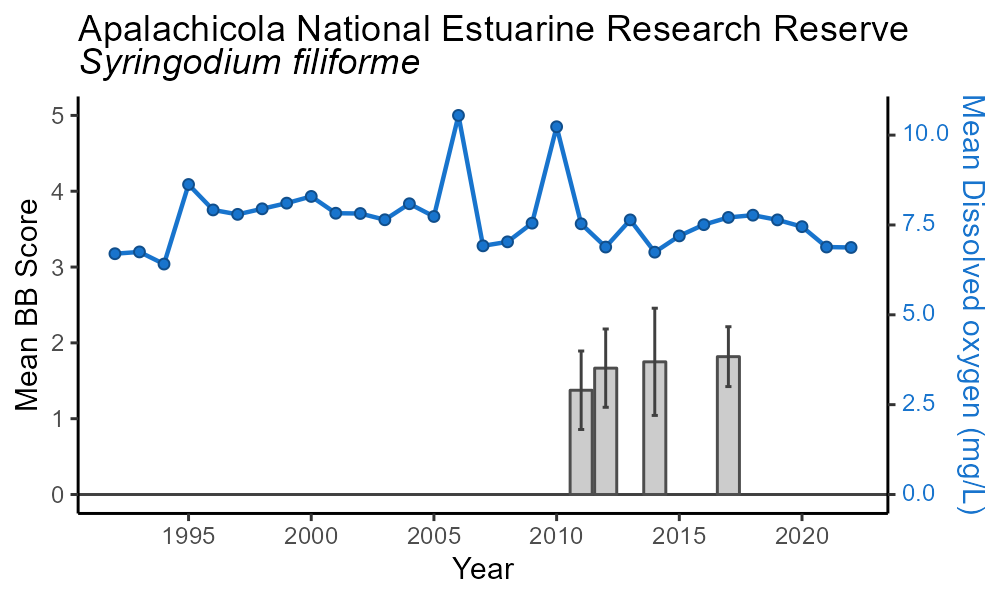 Apalachicola National Estuarine Research Reserve
Syringodium filiforme
Mean BB Score
5
4
3
2
1
0
10.0
7.5
5.0
2.5
0.0
Mean Dissolved oxygen (mg/L)
1995 2000 2005 2010 2015 2020
Year